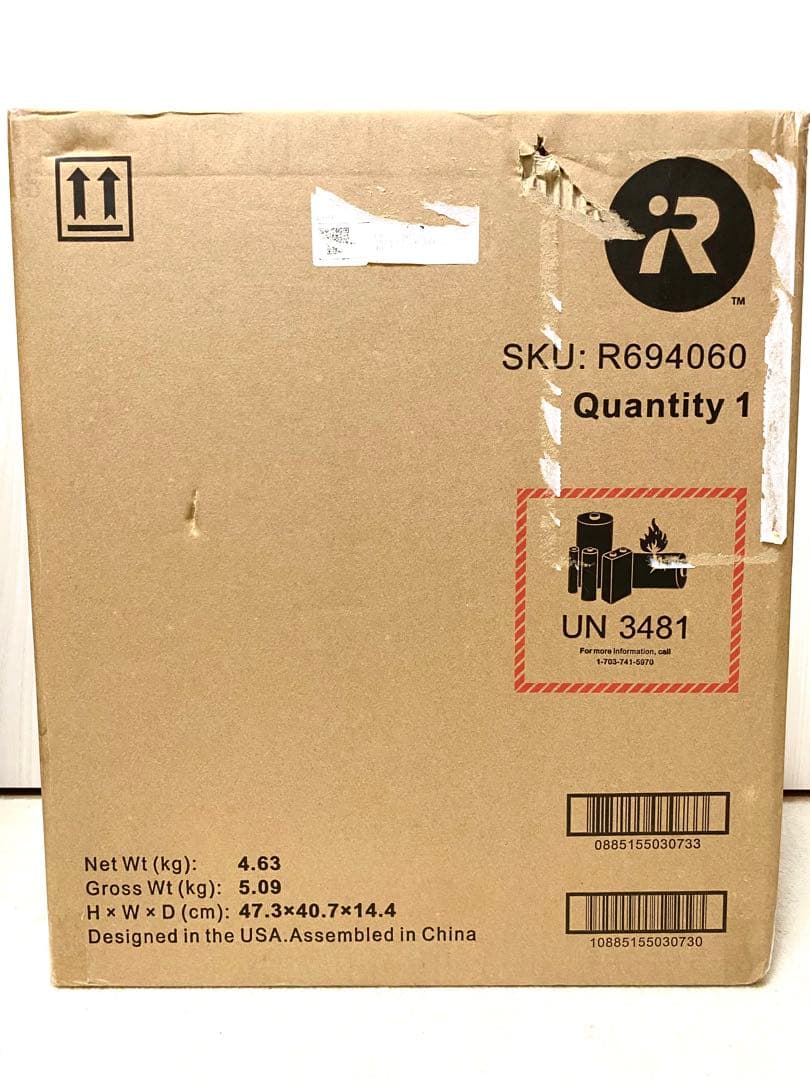 R
TM
SKU: R694060
Quantity 1
UN 3481
For more information, call
1-703-741-5970
0885155030733
Net Wt (kg): 4.63
Gross Wt (kg): 5.09
H × W × D (cm): 47.3×40.7×14.4
Designed in the USA.Assembled in China
10885155030730